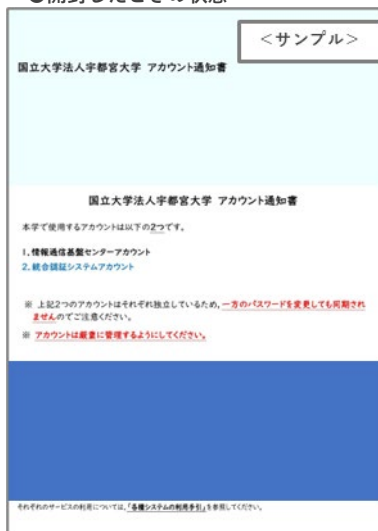 <サンプル>
国立大学法人宇都宮大学 アカウント通知書
国立大学法人宇都宮大学 アカウント通知書
本学で使用するアカウントは以下の2つです。
1.情報通信基盤センターアカウント
2.統合認証システムアカウント
※ 上記2つのアカウントはそれぞれ独立しているため,一方のパスワードを変更しても同期され
ませんのでご注意ください。
※ アカウントは厳重に管理するようにしてください。
それぞれのサービスの利用については,「各種システムの利用手引」を参照してください。